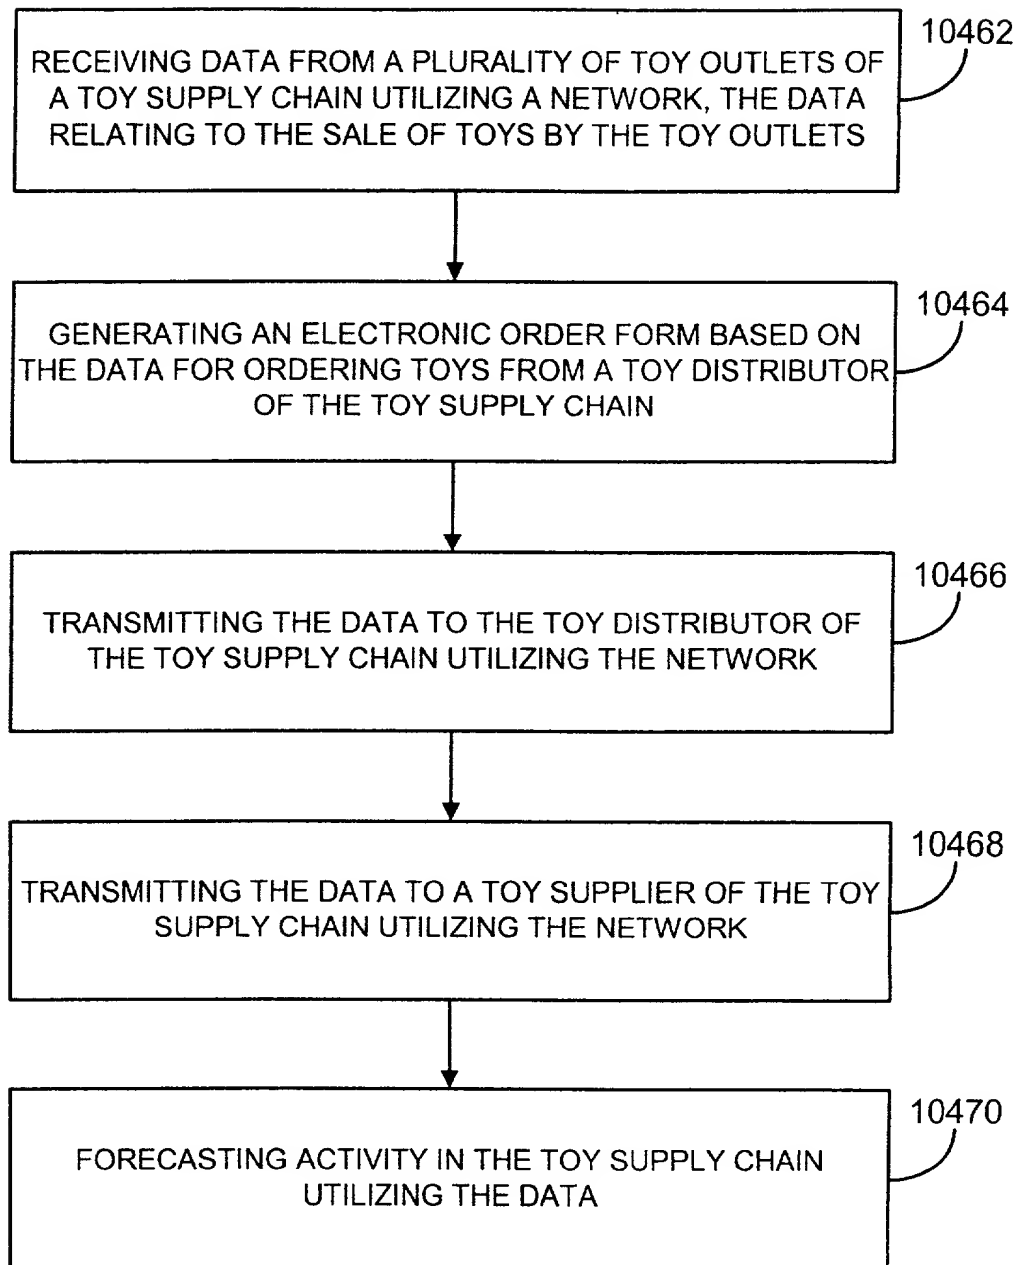 10462
RECEIVING DATA FROM A PLURALITY OF TOY OUTLETS OF
A TOY SUPPLY CHAIN UTILIZING A NETWORK, THE DATA
RELATING TO THE SALE OF TOYS BY THE TOY OUTLETS
10464
GENERATING AN ELECTRONIC ORDER FORM BASED ON
THE DATA FOR ORDERING TOYS FROM A TOY DISTRIBUTOR
OF THE TOY SUPPLY CHAIN
10466
TRANSMITTING THE DATA TO THE TOY DISTRIBUTOR OF
THE TOY SUPPLY CHAIN UTILIZING THE NETWORK
10468
TRANSMITTING THE DATA TO A TOY SUPPLIER OF THE TOY
SUPPLY CHAIN UTILIZING THE NETWORK
10470
FORECASTING ACTIVITY IN THE TOY SUPPLY CHAIN
UTILIZING THE DATA